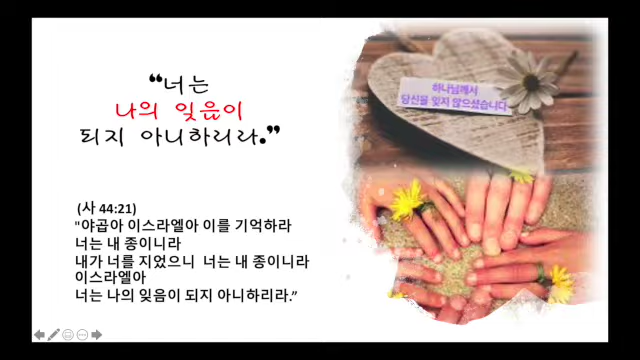 “너는
나의 잊음이
되지 아니하리라.”
하나님께서
당신을 잊지 않으셨습니다
(사 44:21)
"야곱아 이스라엘아 이를 기억하라
너는 내 종이니라
내가 너를 지었으니 너는 내 종이니라
이스라엘아
너는 나의 잊음이 되지 아니하리라.”